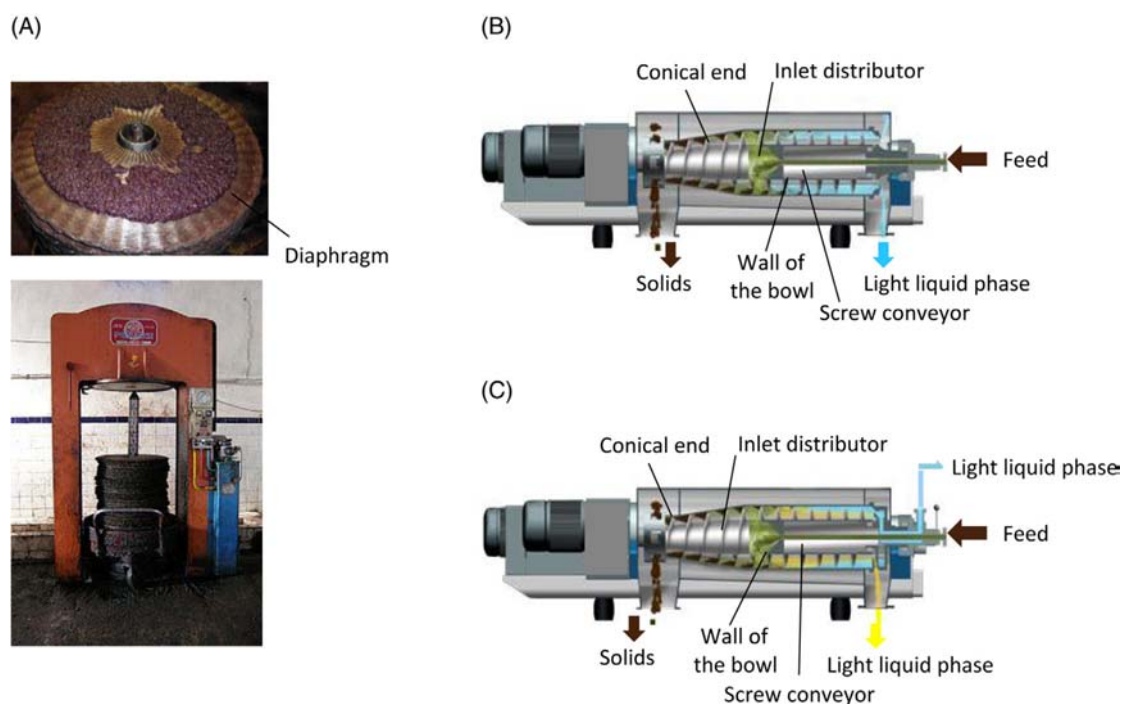 (A)
Diaphragm
(B)
Conical end
Inlet distributor
Feed
Solids
Wall of
the bowl
Light liquid phase
Screw conveyor
(C)
Conical end
Inlet distributor
Light liquid phase
Feed
Solids
Wall of
the bowl
Light liquid phase
Screw conveyor